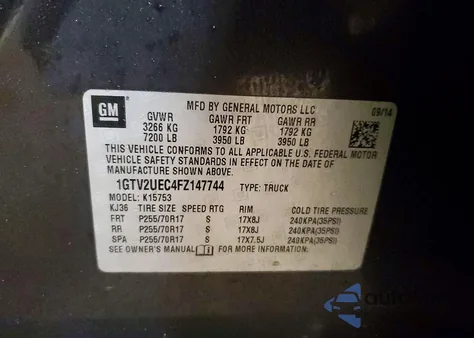 GM
MFD BY GENERAL MOTORS LLC
09/14
GVWR GAWR FRT GAWR RR
3266 KG 1792 KG 1792 KG
7200 LB 3950 LB 3950 LB
THIS VEHICLE CONFORMS TO ALL APPLICABLE U.S. FEDERAL MOTOR
VEHICLE SAFETY STANDARDS IN EFFECT ON THE DATE OF
MANUFACTURE SHOWN ABOVE.
1GTV2UEC4FZ147744 TYPE: TRUCK
MODEL: K15753
KJ36 TIRE SIZE SPEED RTG RIM COLD TIRE PRESSURE
FRT P255/70R17 S 17X8J 240KPA(35PSI)
RR P255/70R17 S 17X8J 240KPA(35PSI)
SPA P255/70R17 S 17X7.5J 240KPA(35PSI)
SEE OWNER'S MANUAL FOR MORE INFORMATION.